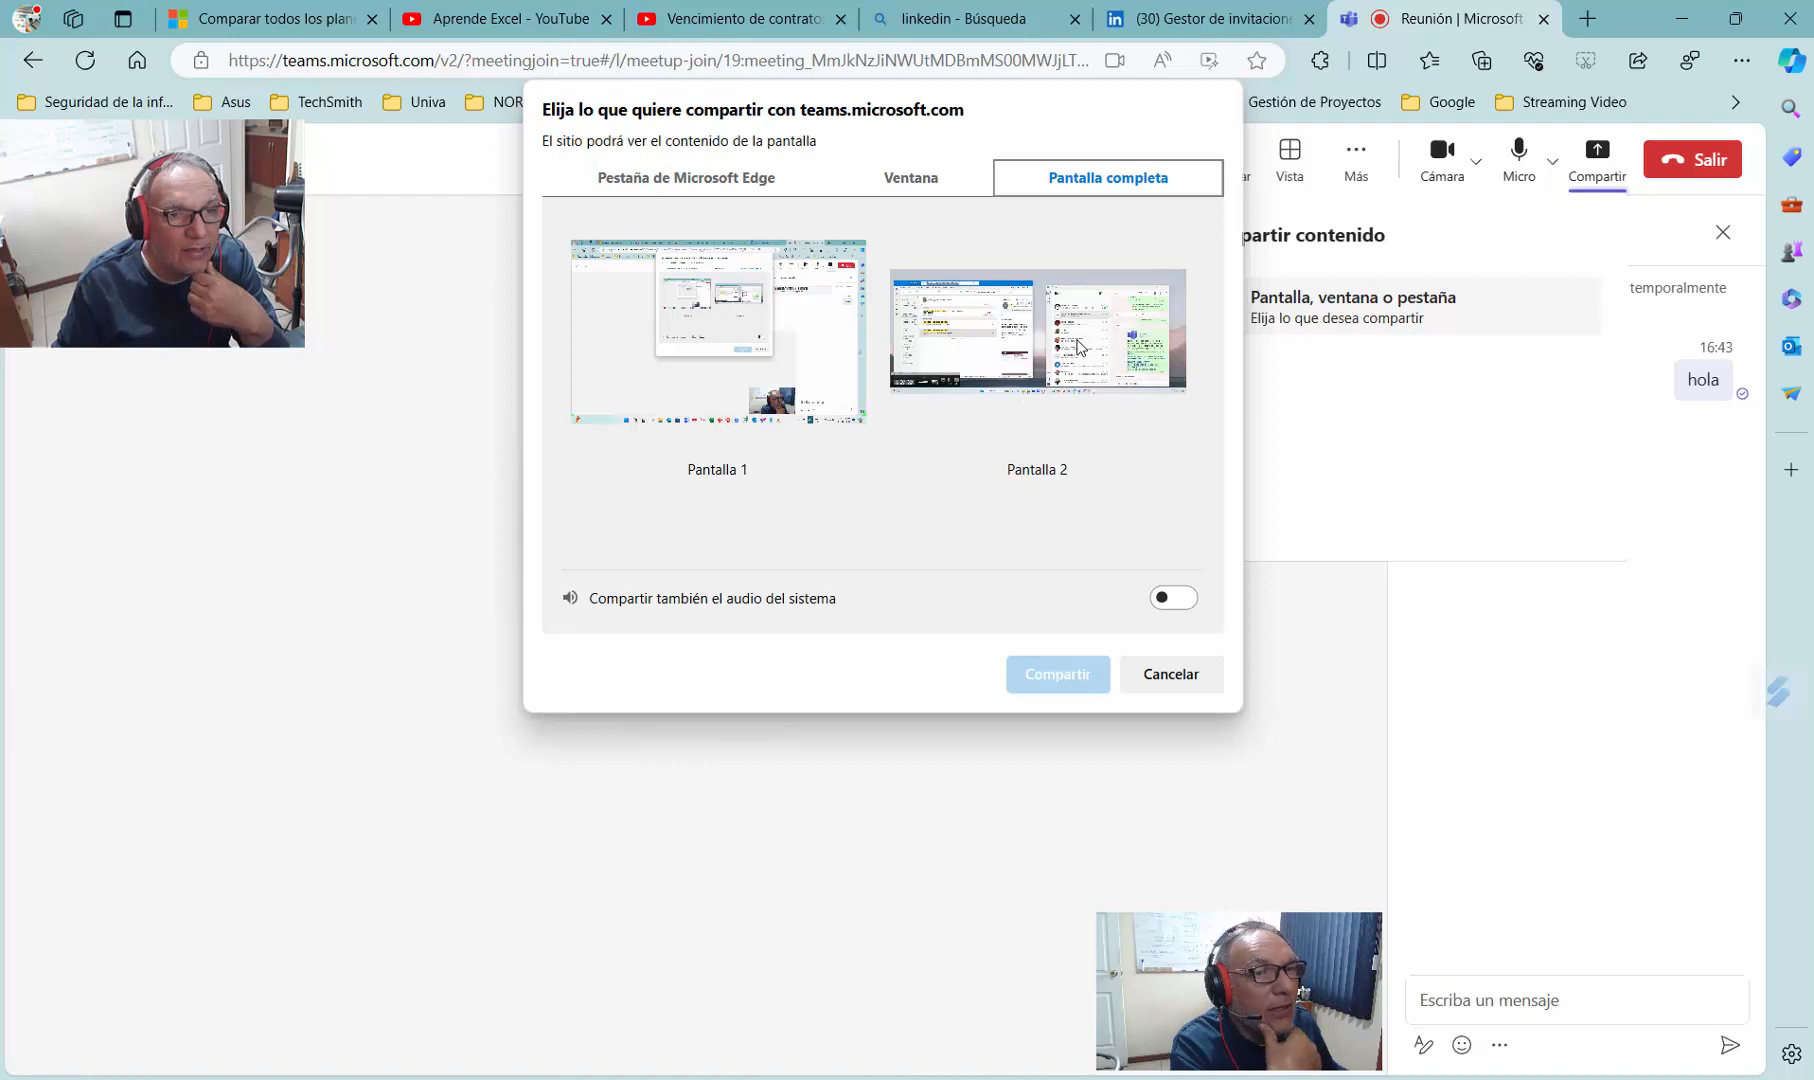 Comparar todos los plan
Aprende Excel - YouTube
Vencimiento de contrato
linkedin - Búsqueda
(30) Gestor de invitacione
Reunión | Microsoft
https://teams.microsoft.com/v2/?meetingjoin=true#/l/meetup-join/19:meeting_MmJkNzJiNWUtMDBmMS00MWJjLT...
Seguridad de la inf...
Asus
TechSmith
Univa
NOR
Gestión de Proyectos
Google
Streaming Video
Elija lo que quiere compartir con teams.microsoft.com
El sitio podrá ver el contenido de la pantalla
Pestaña de Microsoft Edge
Ventana
Pantalla completa
Pantalla 1
Pantalla 2
Compartir también el audio del sistema
Compartir
Cancelar
ar
Vista
Más
Cámara
Micro
Compartir
Salir
partir contenido
Pantalla, ventana o pestaña
Elija lo que desea compartir
temporalmente
16:43
hola
Escriba un mensaje